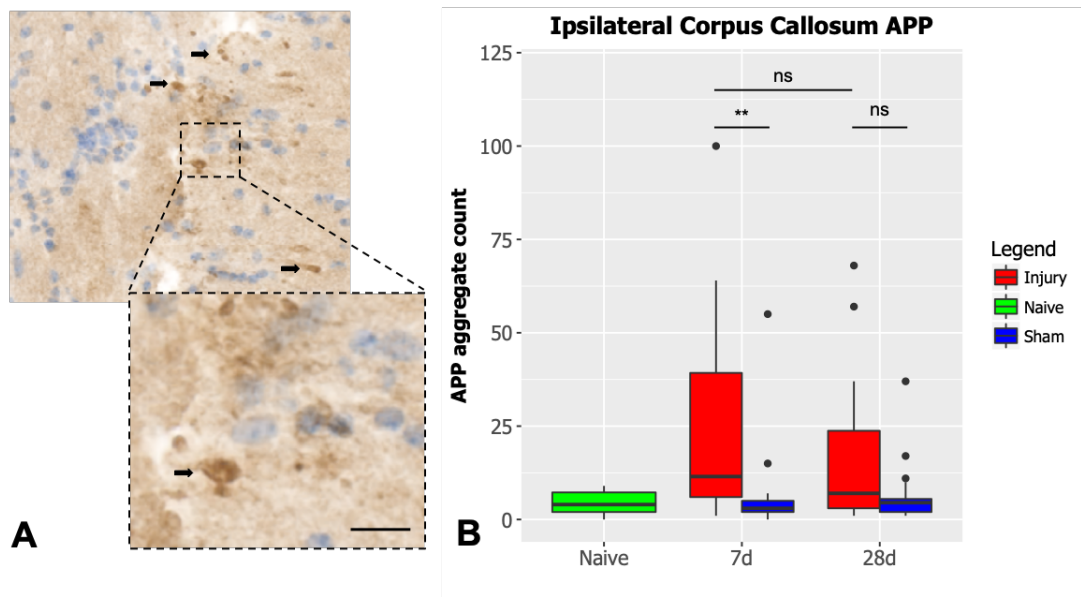 A
Ipsilateral Corpus Callosum APP
APP aggregate count
125
100
75
50
25
0
ns
**
ns
Naive
7d
28d
Legend
Injury
Naive
Sham
B